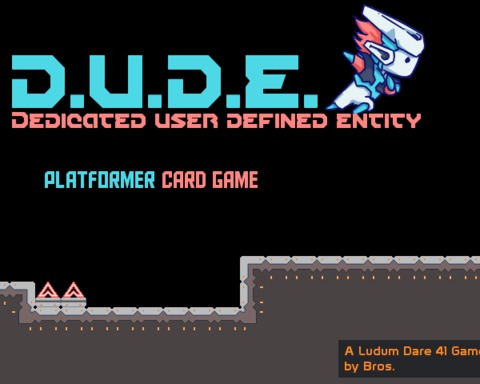 D.U.D.E.
DEDICATED USER DEFINED ENTITY
PLATFORMER CARD GAME
A Ludum Dare 41 Game
by Bros.